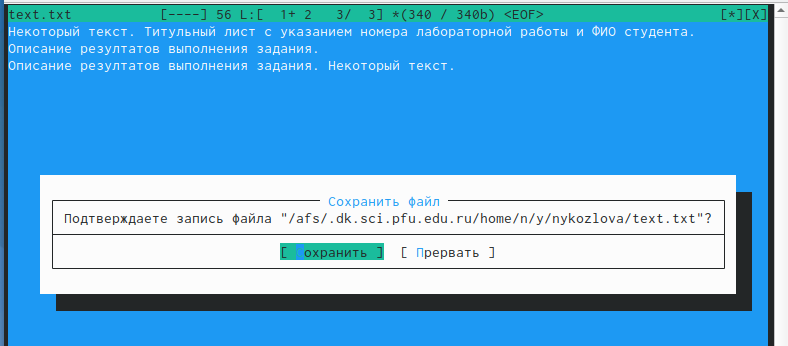 text.txt [----] 56 L:[ 1+ 2 3/ 3] *(340 / 340b) <EOF> [*][X]
Некоторый текст. Титульный лист с указанием номера лабораторной работы и ФИО студента.
Описание резултатов выполнения задания.
Описание резултатов выполнения задания. Некоторый текст.
Сохранить файл
Подтверждаете запись файла "/afs/.dk.sci.pfu.edu.ru/home/n/y/nykozlova/text.txt"?
[ Сохранить ] [ Прервать ]